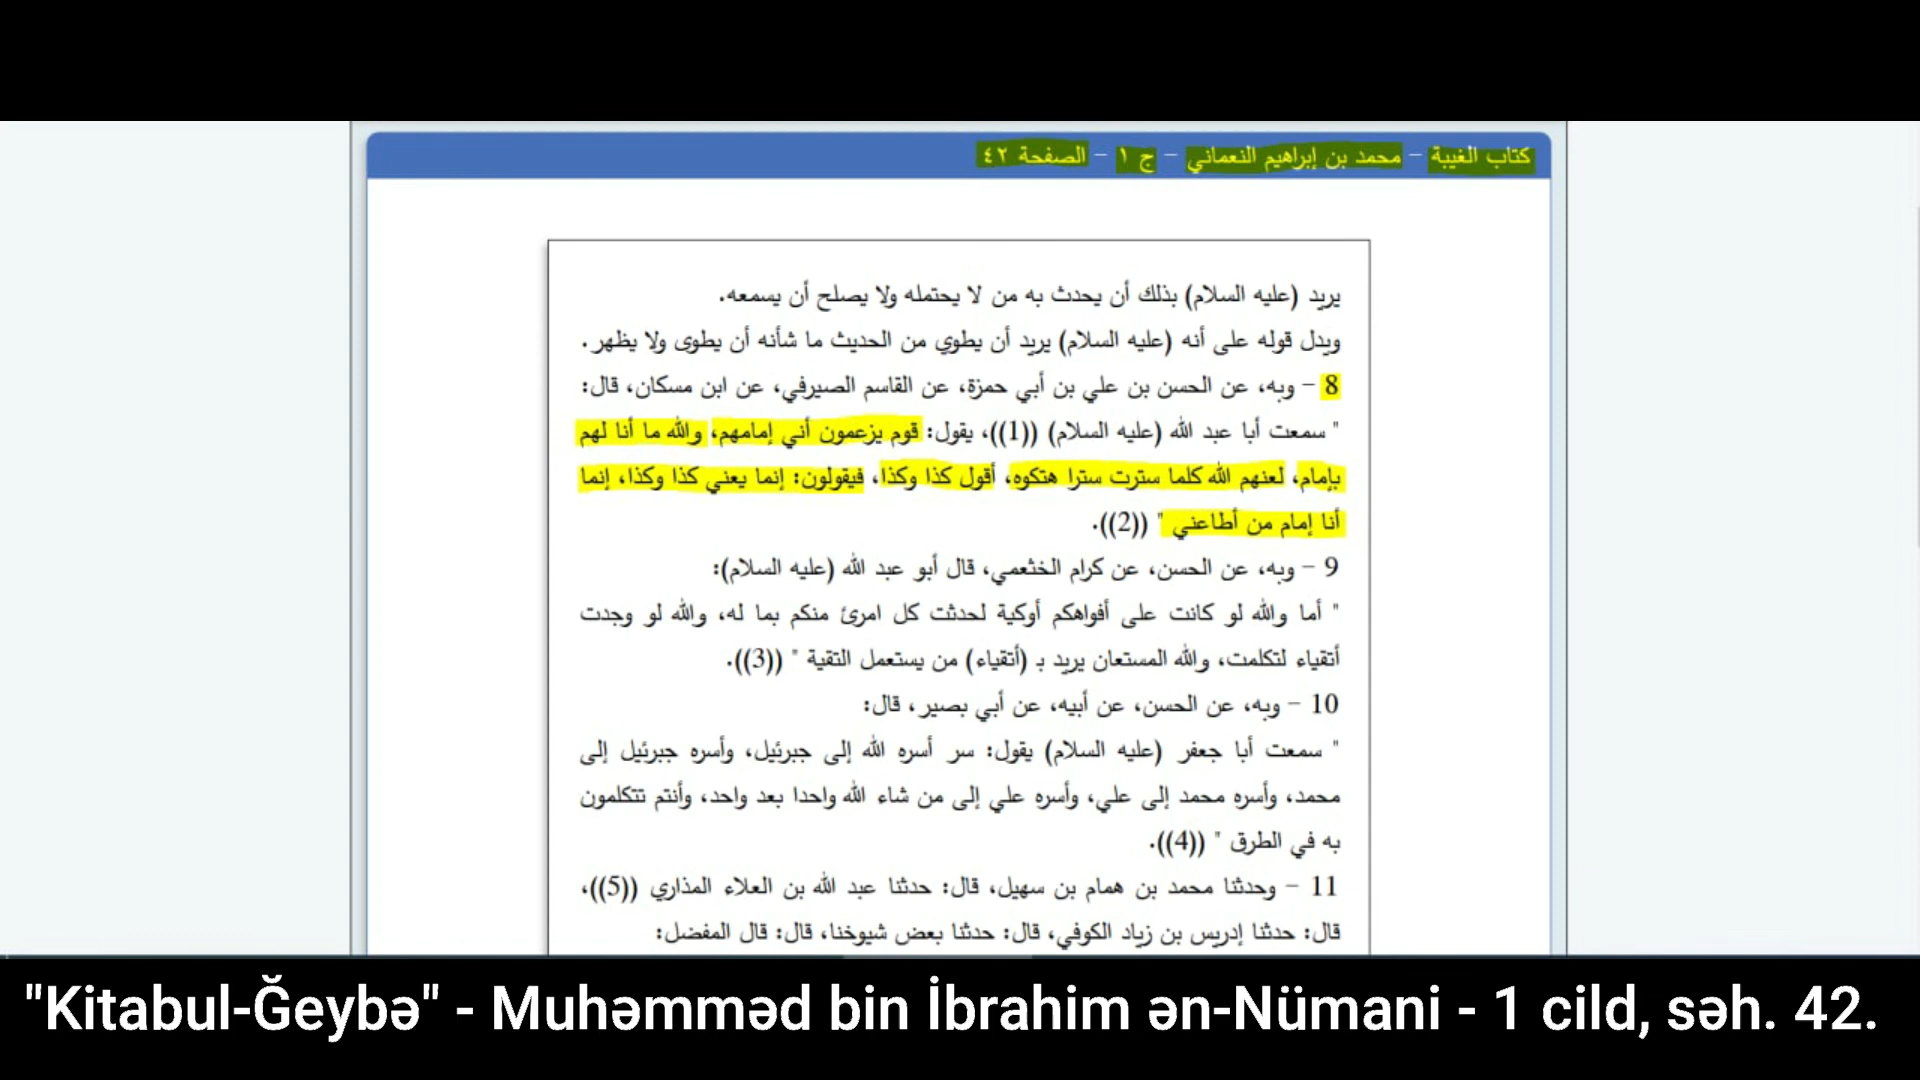 كتاب الغيبة – محمد بن إبراهيم النعماني – ج ١ – الصفحة ٤٢
يريد (عليه السلام) بذلك أن يحدث به من لا يحتمله ولا يصلح أن يسمعه.
ويدل قوله على أنه (عليه السلام) يريد أن يطوي من الحديث ما شأنه أن يطوى ولا يظهر.
8 – وبه، عن الحسن بن علي بن أبي حمزة، عن القاسم الصيرفي، عن ابن مسكان، قال:
" سمعت أبا عبد الله (عليه السلام) ((1))، يقول: قوم يزعمون أني إمامهم، والله ما أنا لهم
بإمام، لعنهم الله كلما سترت سترا هتكوه، أقول كذا وكذا، فيقولون: إنما يعني كذا وكذا، إنما
أنا إمام من أطاعني " ((2)).
9 – وبه، عن الحسن، عن كرام الخثعمي، قال أبو عبد الله (عليه السلام):
" أما والله لو كانت على أفواهكم أوكية لحدثت كل امرئ منكم بما له، والله لو وجدت
أتقياء لتكلمت، والله المستعان يريد بـ (أتقياء) من يستعمل التقية " ((3)).
10 – وبه، عن الحسن، عن أبيه، عن أبي بصير، قال:
" سمعت أبا جعفر (عليه السلام) يقول: سر أسره الله إلى جبرئيل، وأسره جبرئيل إلى
محمد، وأسره محمد إلى علي، وأسره علي إلى من شاء الله واحدا بعد واحد، وأنتم تتكلمون
به في الطرق " ((4)).
11 – وحدثنا محمد بن همام بن سهيل، قال: حدثنا عبد الله بن العلاء المذاري ((5))،
قال: حدثنا إدريس بن زياد الكوفي، قال: حدثنا بعض شيوخنا، قال: قال المفضل:
"Kitabul-Ğeybə" - Muhəmməd bin İbrahim ən-Nümani - 1 cild, səh. 42.